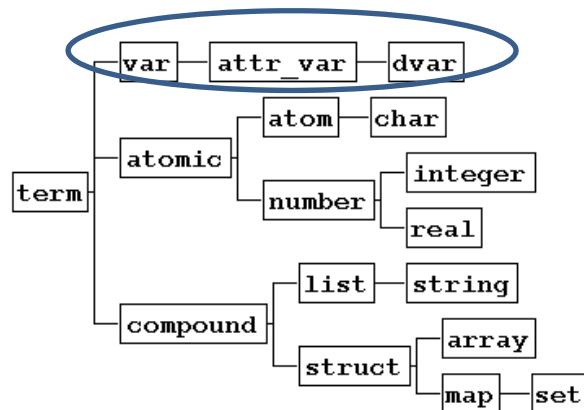 var attr_var dvar
atom char
atomic
integer
term number
real
list string
compound
array
struct
map set